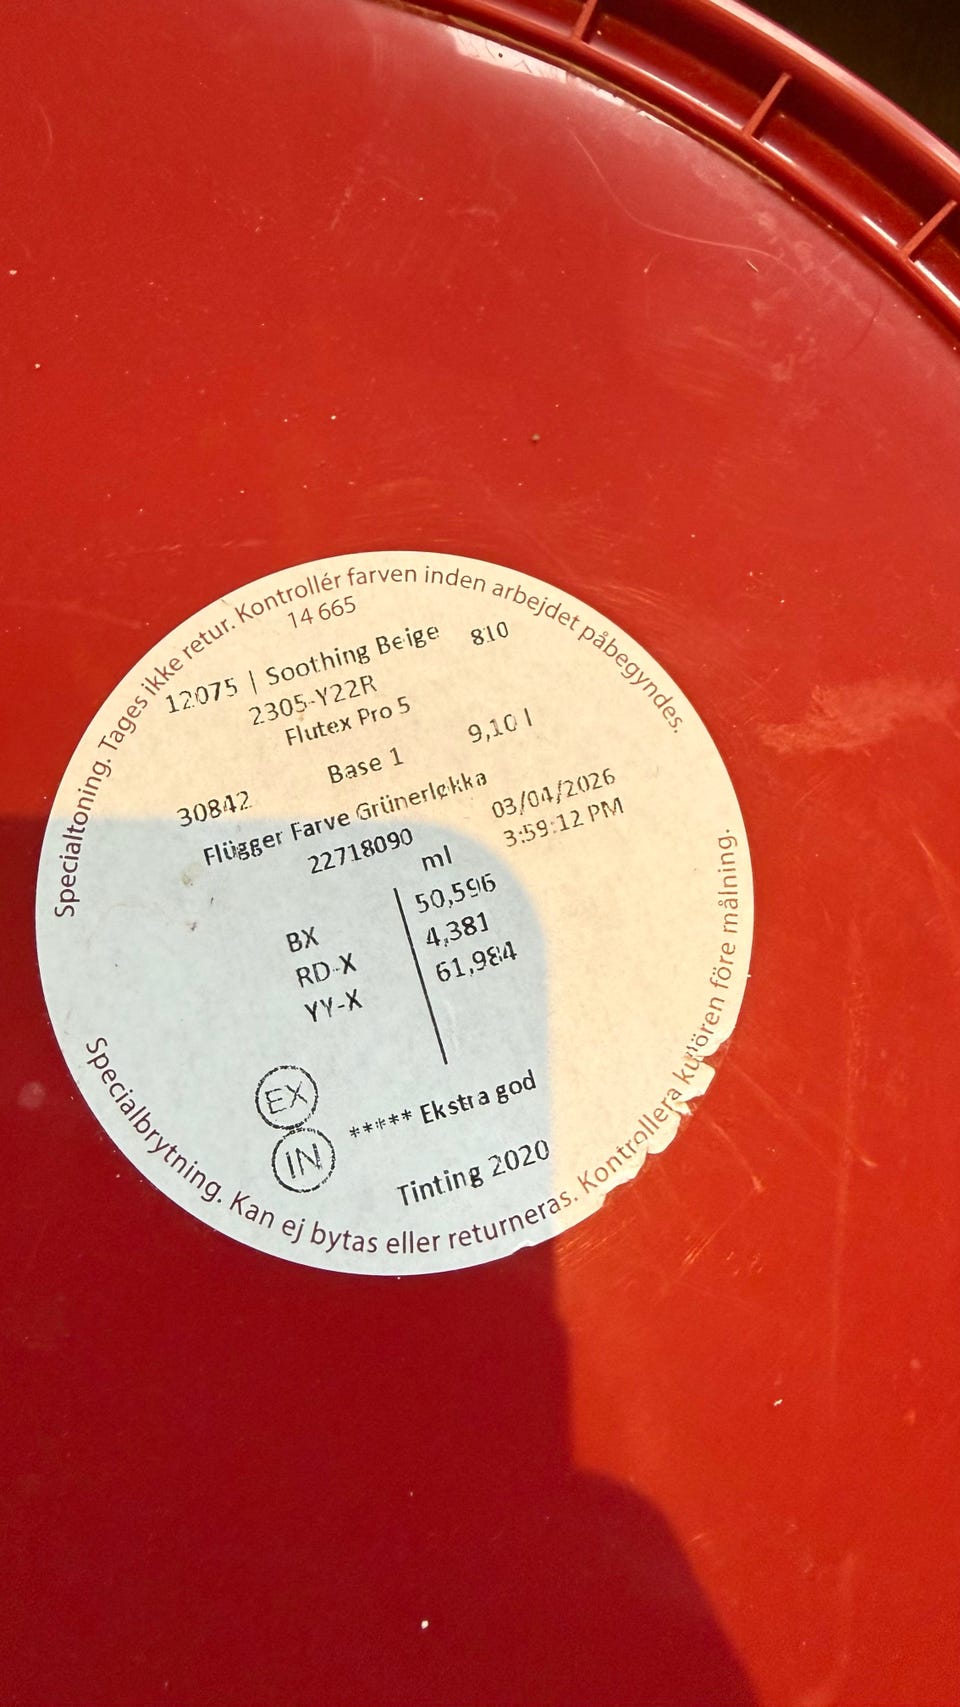 Specialtoning. Tages ikke retur. Kontrollér farven inden arbejdet påbegyndes.
14 665
12075 | Soothing Beige 810
2305-Y22R
Flutex Pro 5
30842 Base 1 9,10 l
Flügger Farve Grünerløkka 03/04/2026
22718090 3:59:12 PM
ml
BX 50,596
RD-X 4,381
YY-X 61,984
EX
***** Ekstra god
IN
Tinting 2020
Specialbrytning. Kan ej bytas eller returneras. Kontrollera kulören före målning.